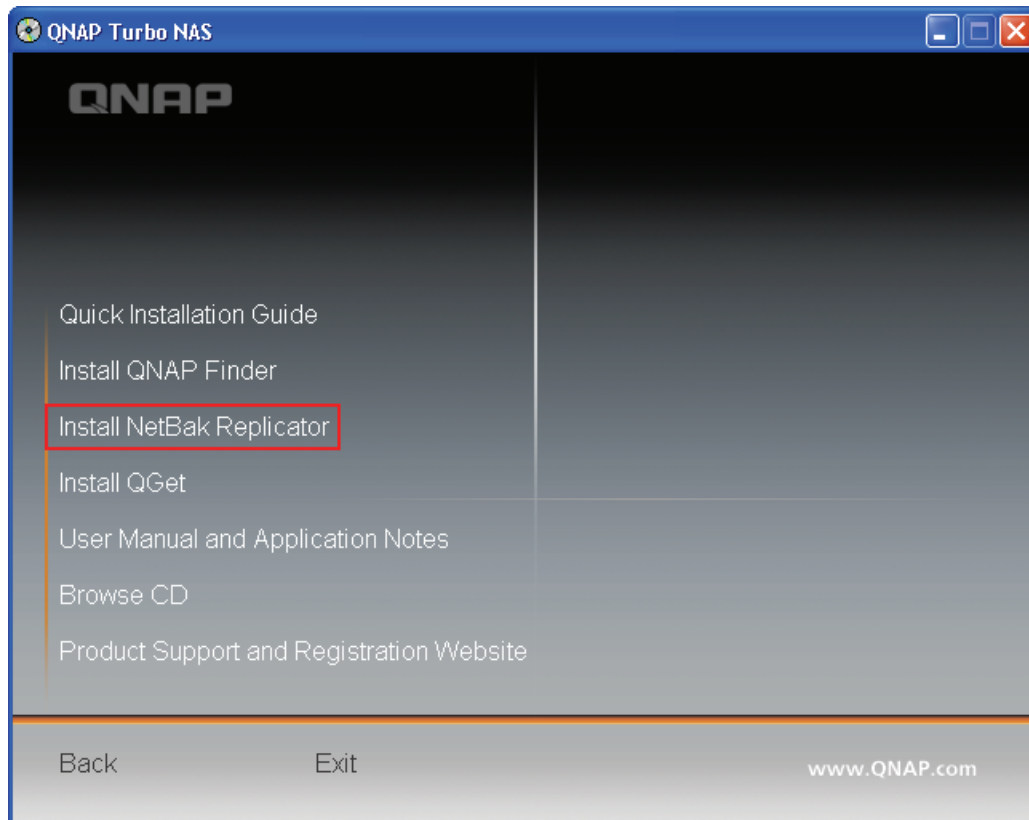 QNAP Turbo NAS
QNAP
Quick Installation Guide
Install QNAP Finder
Install NetBak Replicator
Install QGet
User Manual and Application Notes
Browse CD
Product Support and Registration Website
Back
Exit
www.QNAP.com